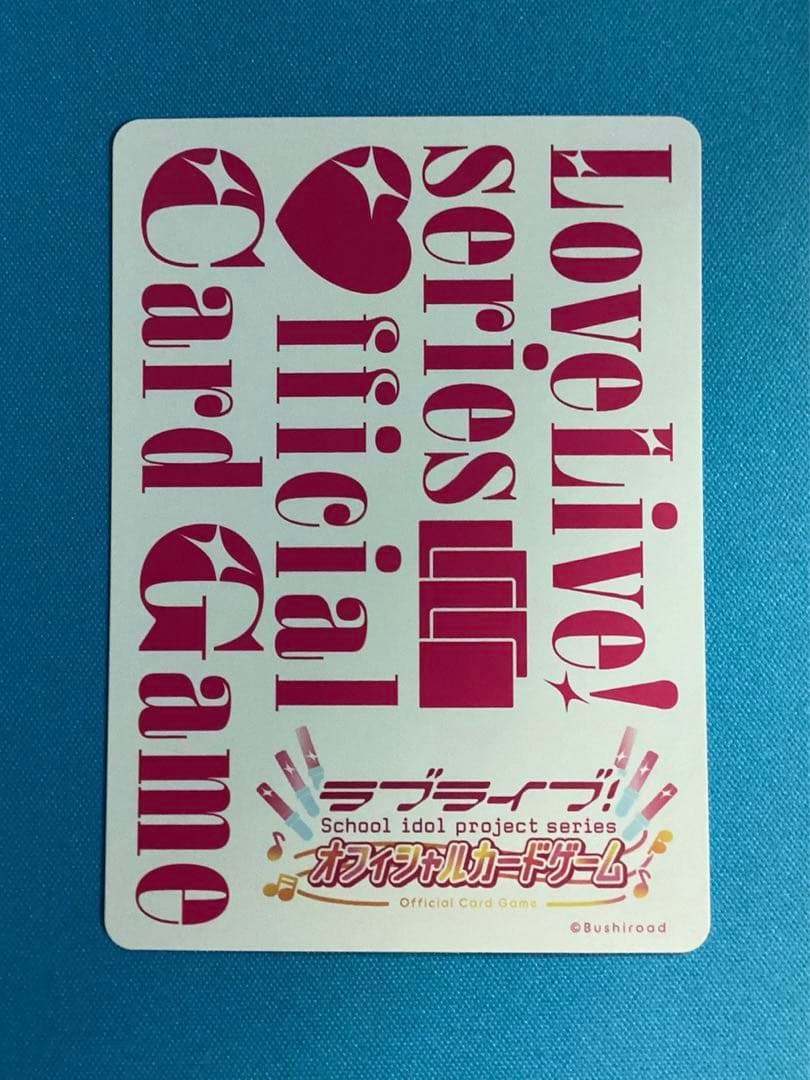 LoveLive!
series
Official
Card Game
ラブライブ!
School idol project series
オフィシャルカードゲーム
Official Card Game
©Bushiroad